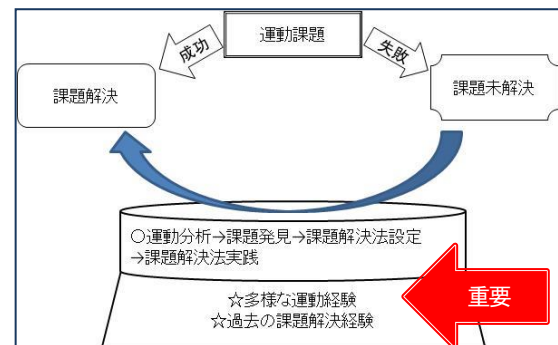 運動課題
成功
失敗
課題解決
課題未解決
○運動分析→課題発見→課題解決法設定
→課題解決法実践
☆多様な運動経験
☆過去の課題解決経験
重要